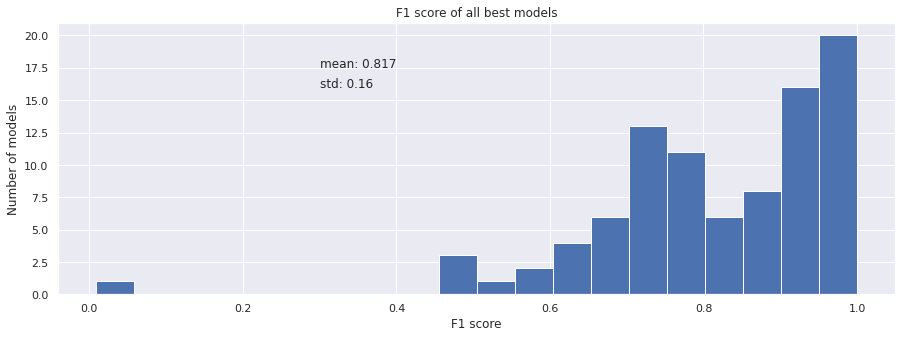 F1 score of all best models
20.0
17.5
15.0
12.5
10.0
7.5
5.0
2.5
0.0
Number of models
mean: 0.817
std: 0.16
0.0 0.2 0.4 0.6 0.8 1.0
F1 score